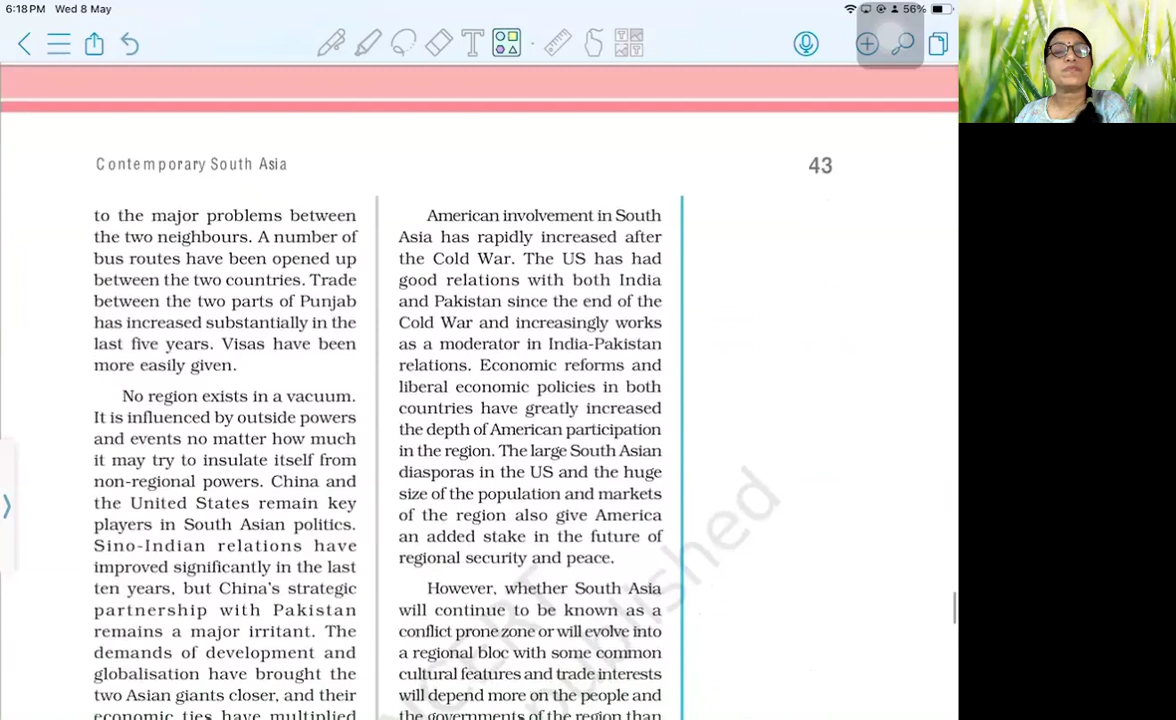 6:18 PM Wed 8 May
56%
Contemporary South Asia
43
to the major problems between
the two neighbours. A number of
bus routes have been opened up
between the two countries. Trade
between the two parts of Punjab
has increased substantially in the
last five years. Visas have been
more easily given.
No region exists in a vacuum.
It is influenced by outside powers
and events no matter how much
it may try to insulate itself from
non-regional powers. China and
the United States remain key
players in South Asian politics.
Sino-Indian relations have
improved significantly in the last
ten years, but China's strategic
partnership with Pakistan
remains a major irritant. The
demands of development and
globalisation have brought the
two Asian giants closer, and their
economic ties have multiplied
American involvement in South
Asia has rapidly increased after
the Cold War. The US has had
good relations with both India
and Pakistan since the end of the
Cold War and increasingly works
as a moderator in India-Pakistan
relations. Economic reforms and
liberal economic policies in both
countries have greatly increased
the depth of American participation
in the region. The large South Asian
diasporas in the US and the huge
size of the population and markets
of the region also give America
an added stake in the future of
regional security and peace.
However, whether South Asia
will continue to be known as a
conflict prone zone or will evolve into
a regional bloc with some common
cultural features and trade interests
will depend more on the people and
the governments of the region than
NCERT
published